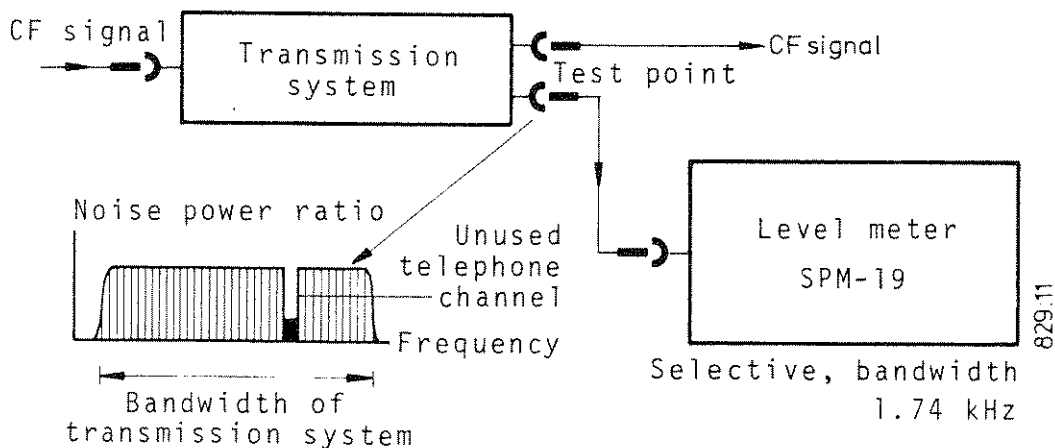 CF signal
Transmission
system
CF signal
Test point
Noise power ratio
Unused
telephone
channel
Frequency
Bandwidth of
transmission system
Level meter
SPM-19
Selective, bandwidth
1.74 kHz
829.11